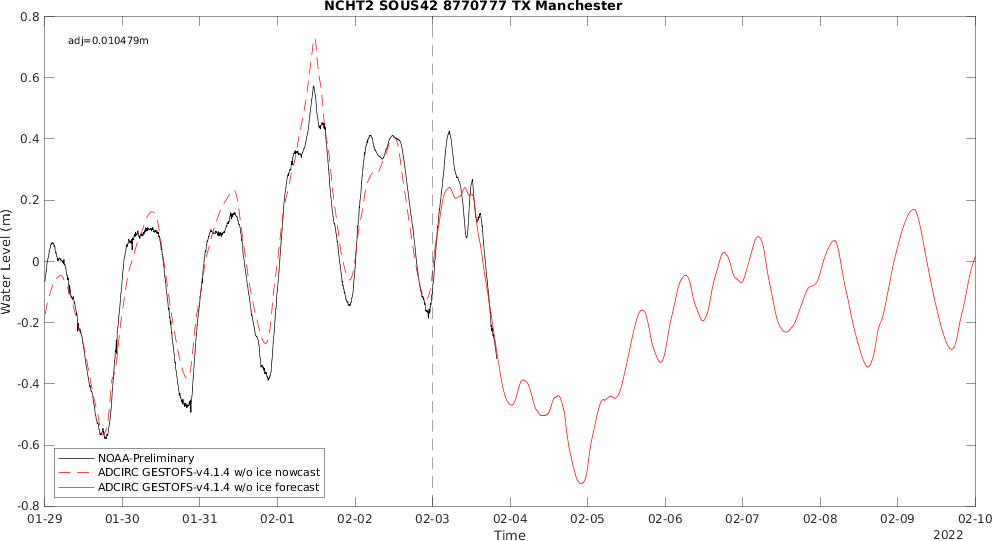 NCHT2 SOUS42 8770777 TX Manchester
adj=0.010479m
0.8
0.6
0.4
0.2
0
-0.2
-0.4
-0.6
-0.8
Water Level (m)
NOAA-Preliminary
ADCIRC GESTOFS-v4.1.4 w/o ice nowcast
ADCIRC GESTOFS-v4.1.4 w/o ice forecast
01-29 01-30 01-31 02-01 02-02 02-03 02-04 02-05 02-06 02-07 02-08 02-09 02-10
Time
2022